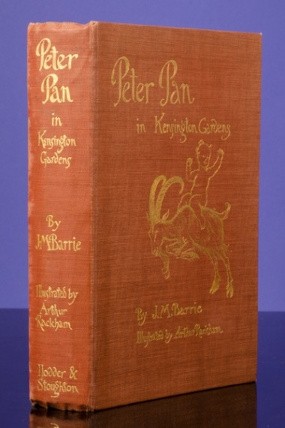 Peter
Pan
in
Kensington
Gardens
By
J.M.Barrie
Illustrated by
Arthur
Rackham
Hodder &
Stoughton
Peter Pan
in Kensington Gardens
By J.M.Barrie
Illustrated by Arthur Rackham